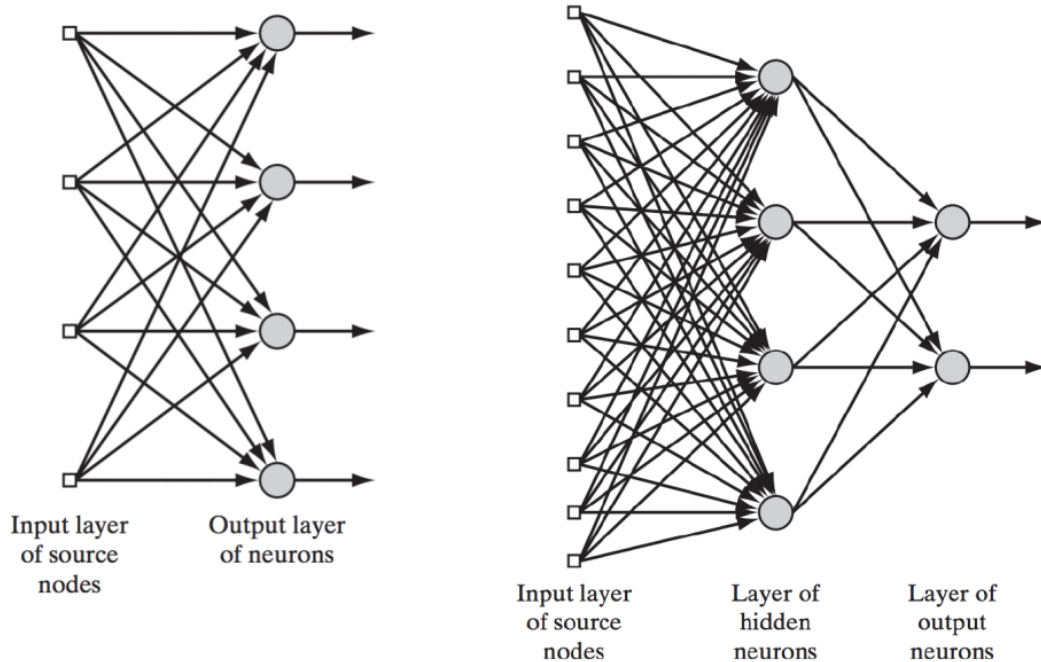 Input layer
of source
nodes
Output layer
of neurons
Input layer
of source
nodes
Layer of
hidden
neurons
Layer of
output
neurons